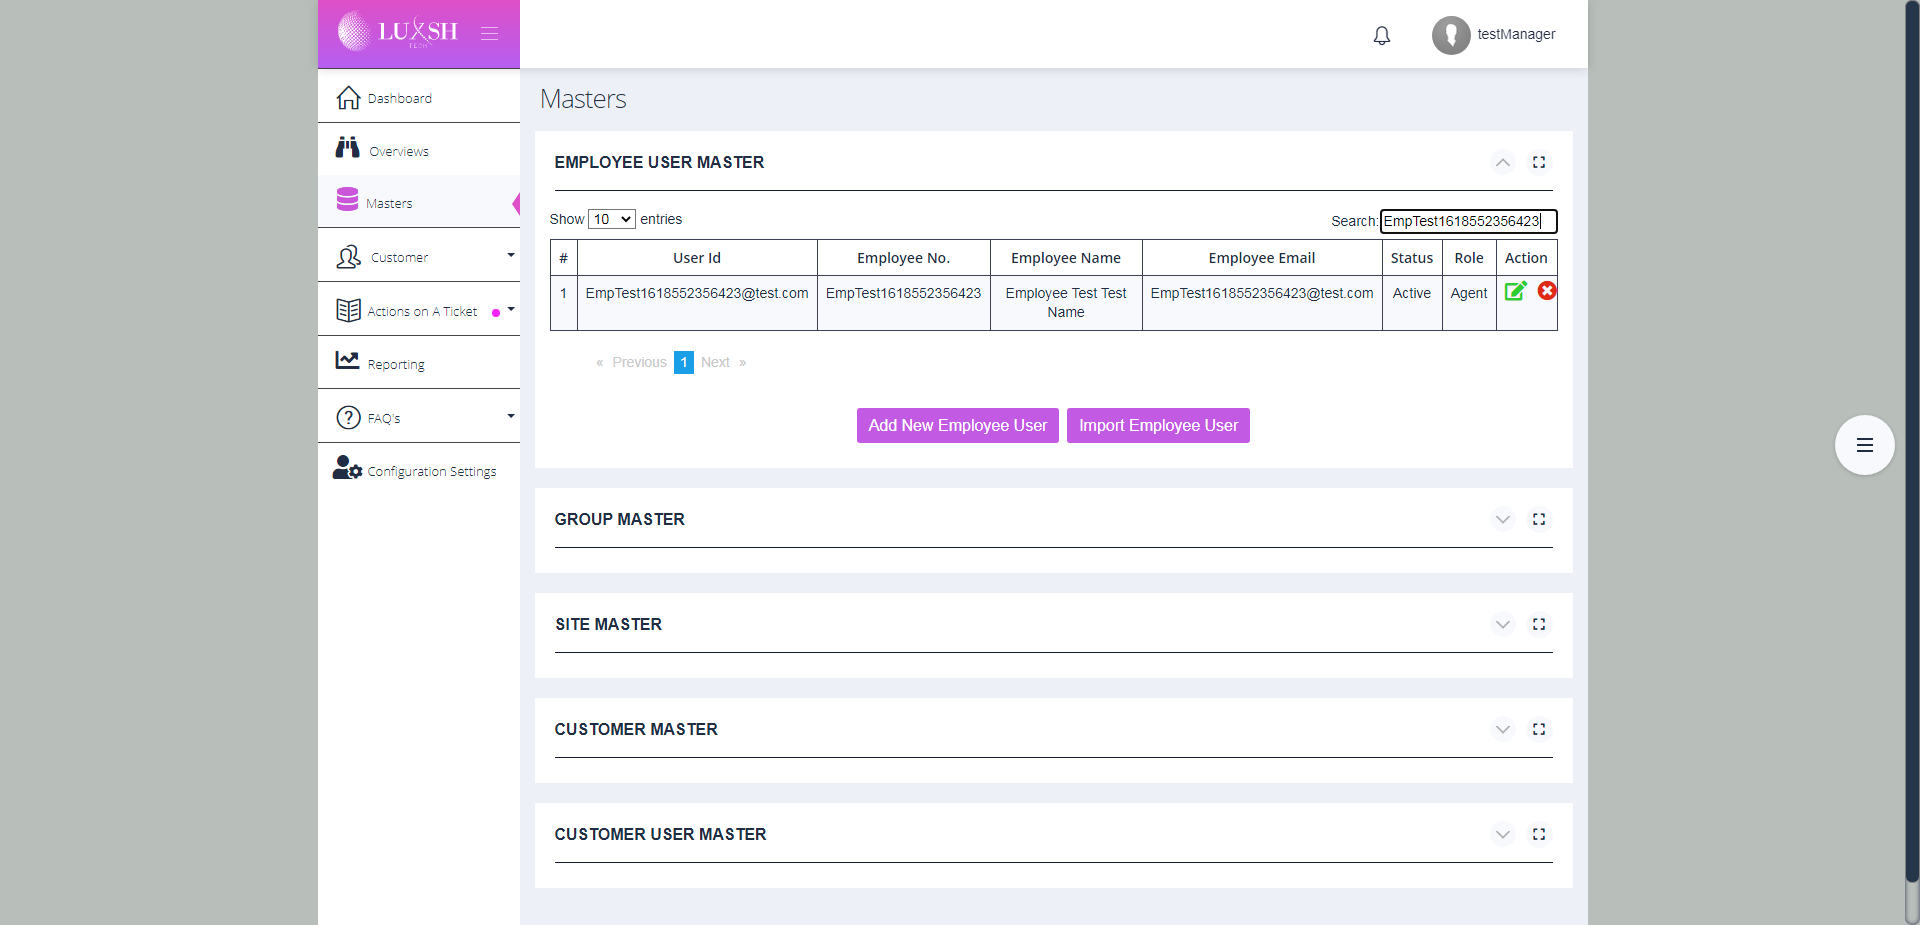 LUXSH
TECH
testManager
Dashboard
Overviews
Masters
Customer
Actions on A Ticket
Reporting
FAQ's
Configuration Settings
Masters
EMPLOYEE USER MASTER
Show 10 entries
Search: EmpTest1618552356423
# User Id Employee No. Employee Name Employee Email Status Role Action
1 EmpTest1618552356423@test.com EmpTest1618552356423 Employee Test Test Name EmpTest1618552356423@test.com Active Agent
« Previous 1 Next »
Add New Employee User Import Employee User
GROUP MASTER
SITE MASTER
CUSTOMER MASTER
CUSTOMER USER MASTER